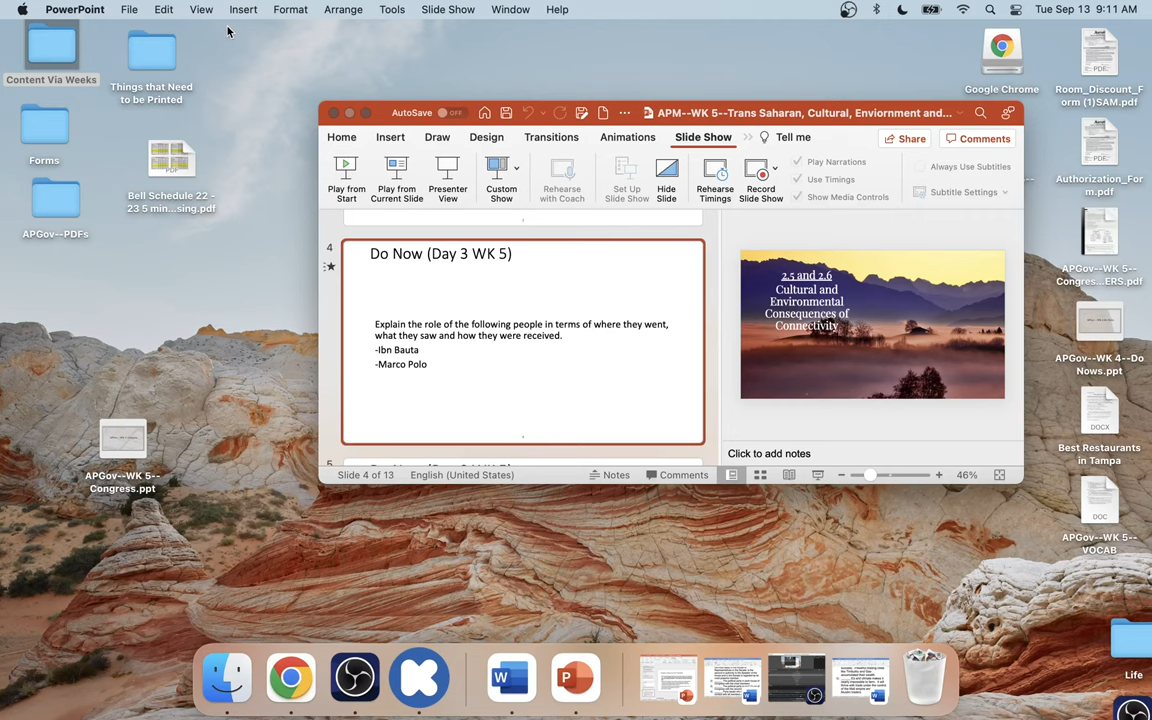 PowerPoint File Edit View Insert Format Arrange Tools Slide Show Window Help Tue Sep 13 9:11 AM
Content Via Weeks
Things that Need
to be Printed
Forms
PDF
Bell Schedule 22 -
23 5 min...sing.pdf
APGov--PDFs
APGov--WK 5--
Congress.ppt
AutoSave OFF APM--WK 5--Trans Saharan, Cultural, Enviornment and...
Home Insert Draw Design Transitions Animations Slide Show Tell me Share Comments
Play from
Start
Play from
Current Slide
Presenter
View
Custom
Show
Rehearse
with Coach
Set Up
Slide Show
Hide
Slide
Rehearse
Timings
Record
Slide Show
Play Narrations
Use Timings
Show Media Controls
Always Use Subtitles
Subtitle Settings
4
Do Now (Day 3 WK 5)
Explain the role of the following people in terms of where they went,
what they saw and how they were received.
-Ibn Bauta
-Marco Polo
5
2.5 and 2.6
Cultural and
Environmental
Consequences of
Connectivity
Click to add notes
Slide 4 of 13 English (United States) Notes Comments 46%
Google Chrome
PDF
Room_Discount_F
orm (1)SAM.pdf
PDF
Authorization_For
m.pdf
APGov--WK 5--
Congres...ERS.pdf
APGov--WK 4--Do
Nows.ppt
DOCX
Best Restaurants
in Tampa
DOC
APGov--WK 5--
VOCAB
Life
W
P